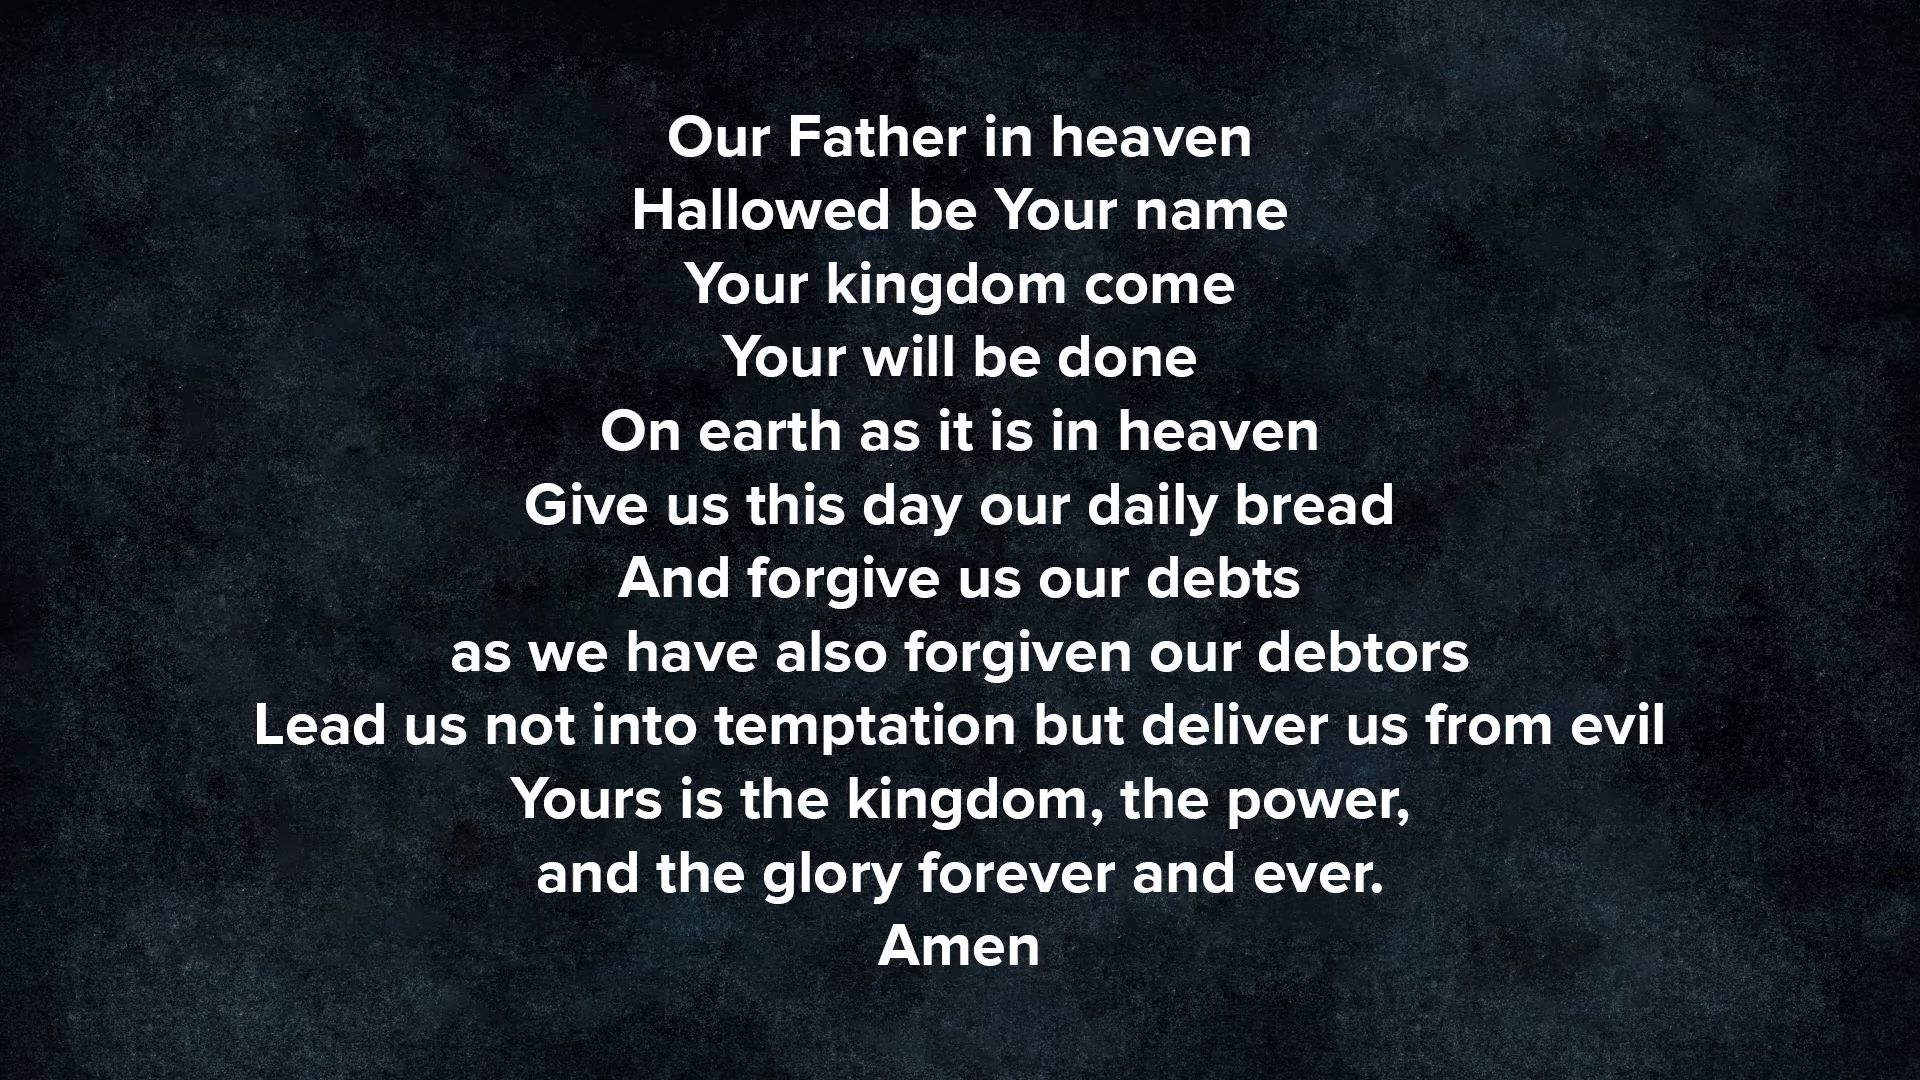 Our Father in heaven
Hallowed be Your name
Your kingdom come
Your will be done
On earth as it is in heaven
Give us this day our daily bread
And forgive us our debts
as we have also forgiven our debtors
Lead us not into temptation but deliver us from evil
Yours is the kingdom, the power,
and the glory forever and ever.
Amen